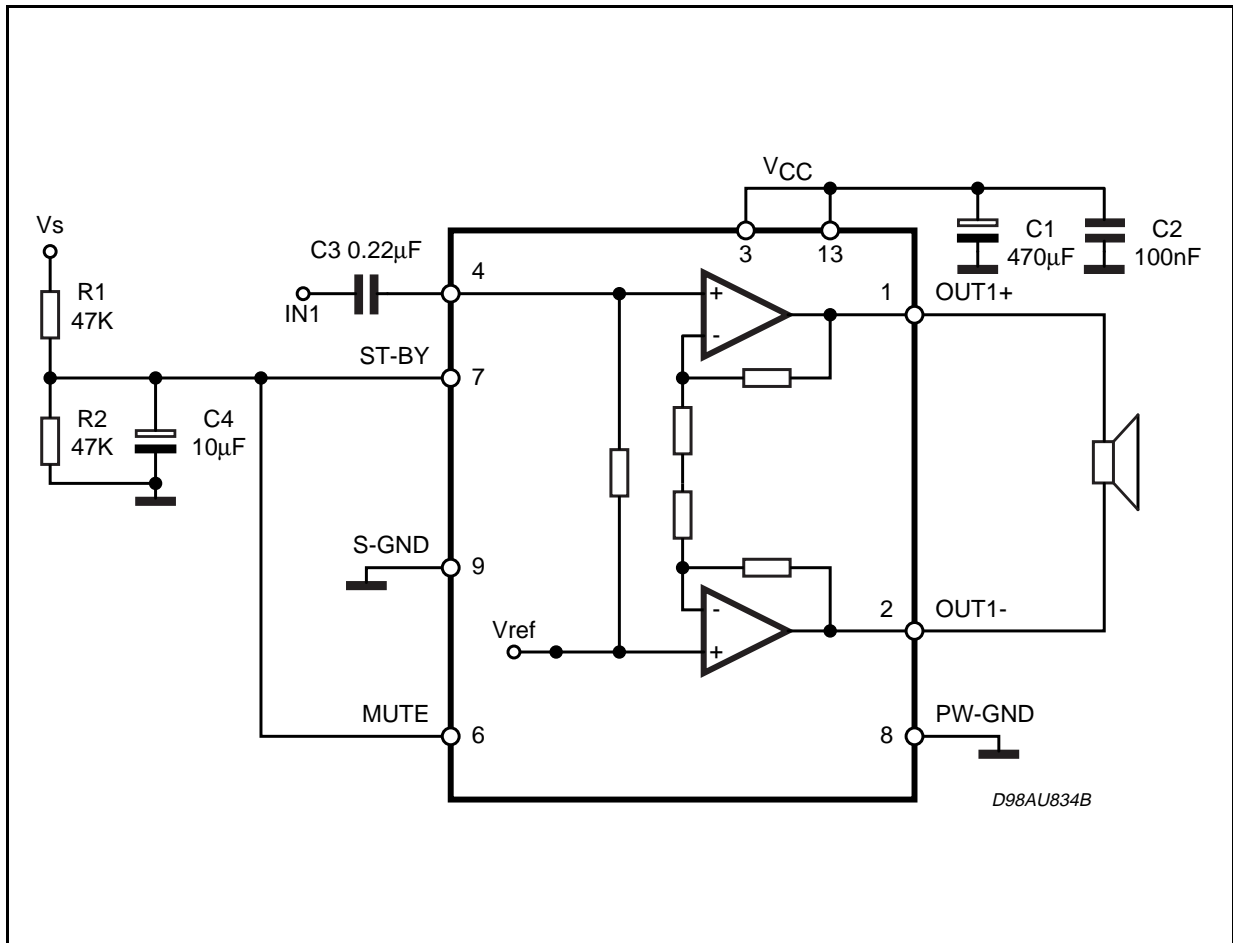 VCC
Vs
C3 0.22µF
4
3
13
C1
470µF
C2
100nF
R1
47K
IN1
+
-
1
OUT1+
ST-BY
7
R2
47K
C4
10µF
S-GND
9
Vref
-
+
2
OUT1-
MUTE
6
8
PW-GND
D98AU834B